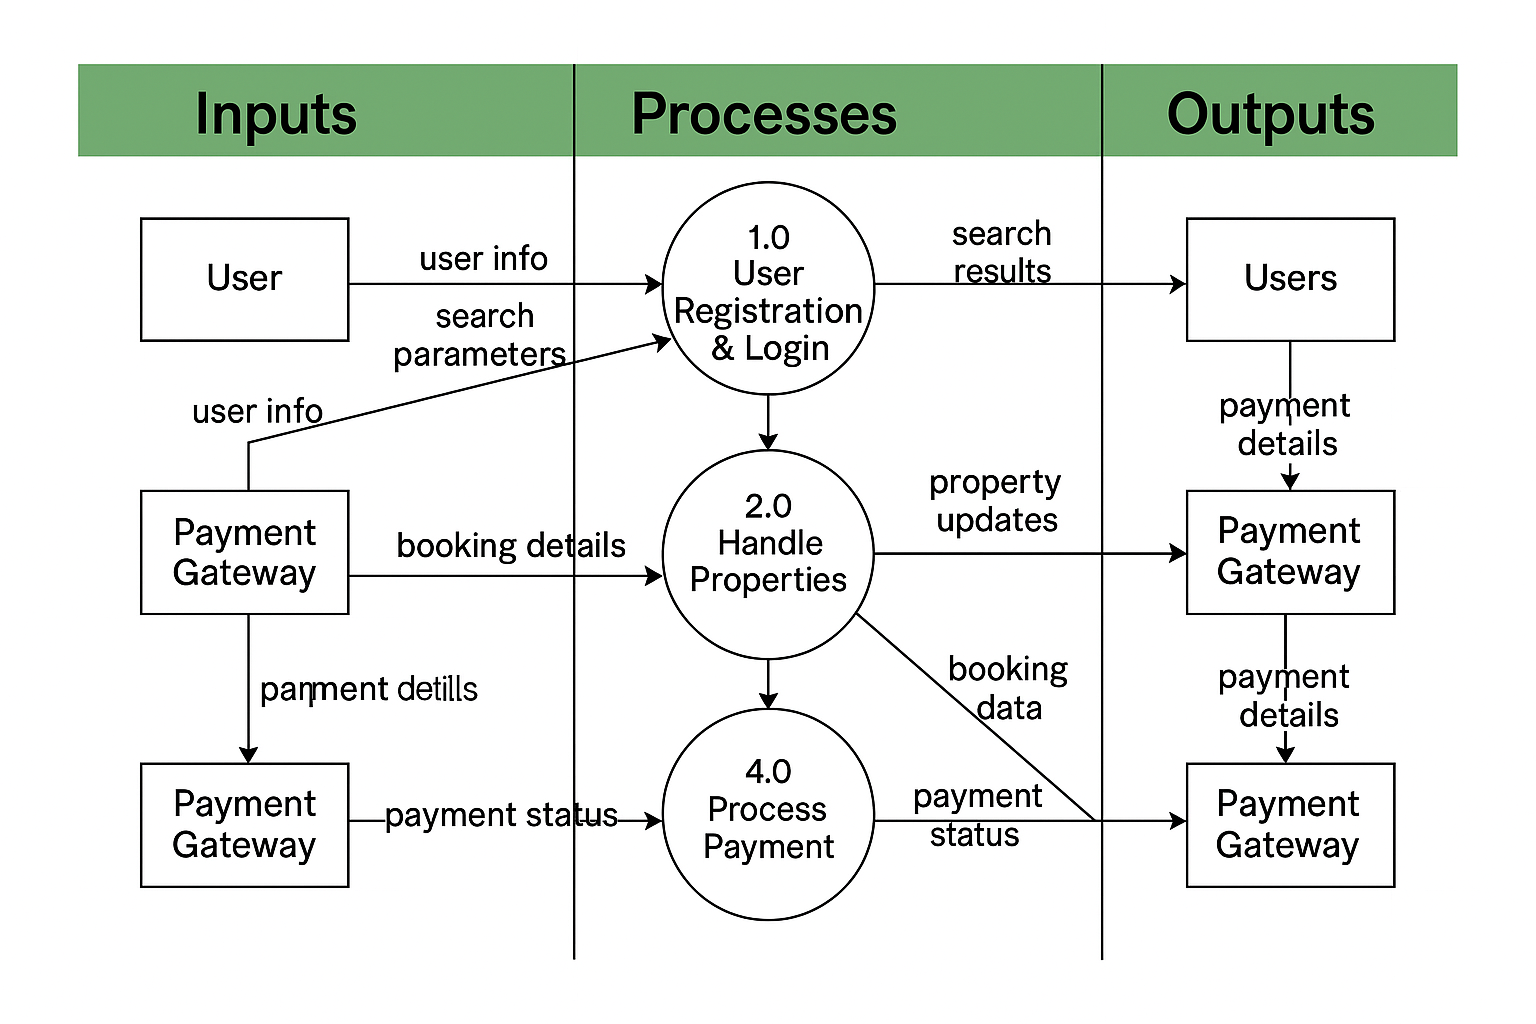 Inputs
Processes
Outputs
User
user info
1.0
User
Registration
& Login
search
results
Users
search
parameters
user info
payment
details
Payment
Gateway
booking details
2.0
Handle
Properties
property
updates
Payment
Gateway
detills
booking
data
payment
details
Payment
Gateway
payment status
4.0
Process
Payment
payment
status
Payment
Gateway